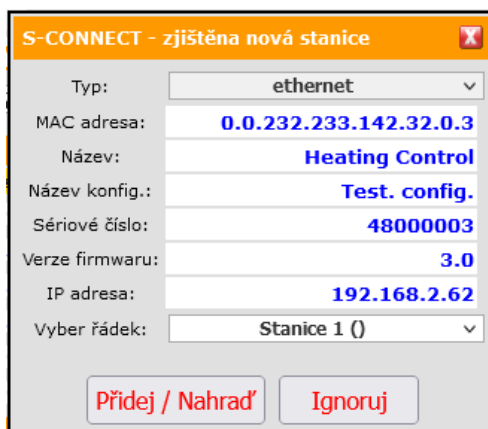 S-CONNECT - zjištěna nová stanice X
Typ: ethernet
MAC adresa: 0.0.232.233.142.32.0.3
Název: Heating Control
Název konfig.: Test. config.
Sériové číslo: 48000003
Verze firmwaru: 3.0
IP adresa: 192.168.2.62
Vyber řádek: Stanice 1 ()
Přidej / Nahraď Ignoruj